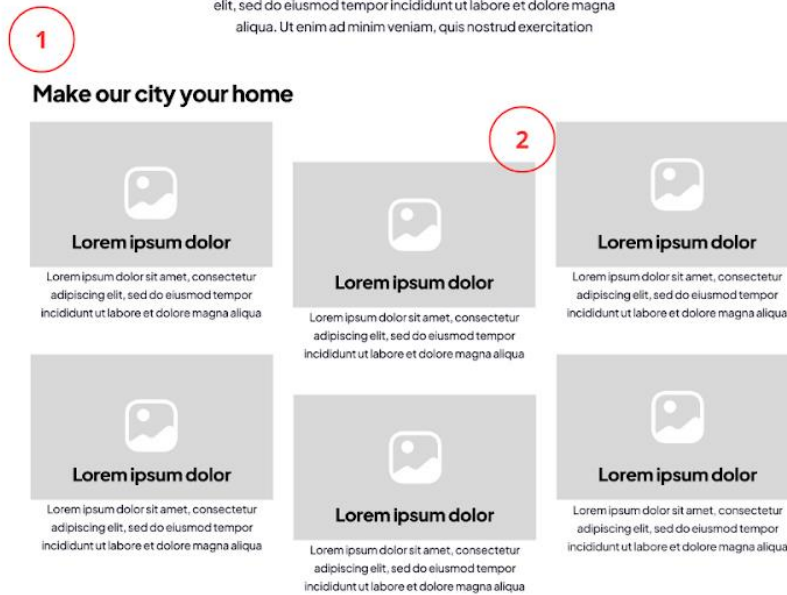 elit, sed do eiusmod tempor incididunt ut labore et dolore magna
aliqua. Ut enim ad minim veniam, quis nostrud exercitation
1
Make our city your home
2
Lorem ipsum dolor
Lorem ipsum dolor sit amet, consectetur
adipiscing elit, sed do eiusmod tempor
incididunt ut labore et dolore magna aliqua
Lorem ipsum dolor
Lorem ipsum dolor sit amet, consectetur
adipiscing elit, sed do eiusmod tempor
incididunt ut labore et dolore magna aliqua
Lorem ipsum dolor
Lorem ipsum dolor sit amet, consectetur
adipiscing elit, sed do eiusmod tempor
incididunt ut labore et dolore magna aliqua
Lorem ipsum dolor
Lorem ipsum dolor sit amet, consectetur
adipiscing elit, sed do eiusmod tempor
incididunt ut labore et dolore magna aliqua
Lorem ipsum dolor
Lorem ipsum dolor sit amet, consectetur
adipiscing elit, sed do eiusmod tempor
incididunt ut labore et dolore magna aliqua
Lorem ipsum dolor
Lorem ipsum dolor sit amet, consectetur
adipiscing elit, sed do eiusmod tempor
incididunt ut labore et dolore magna aliqua